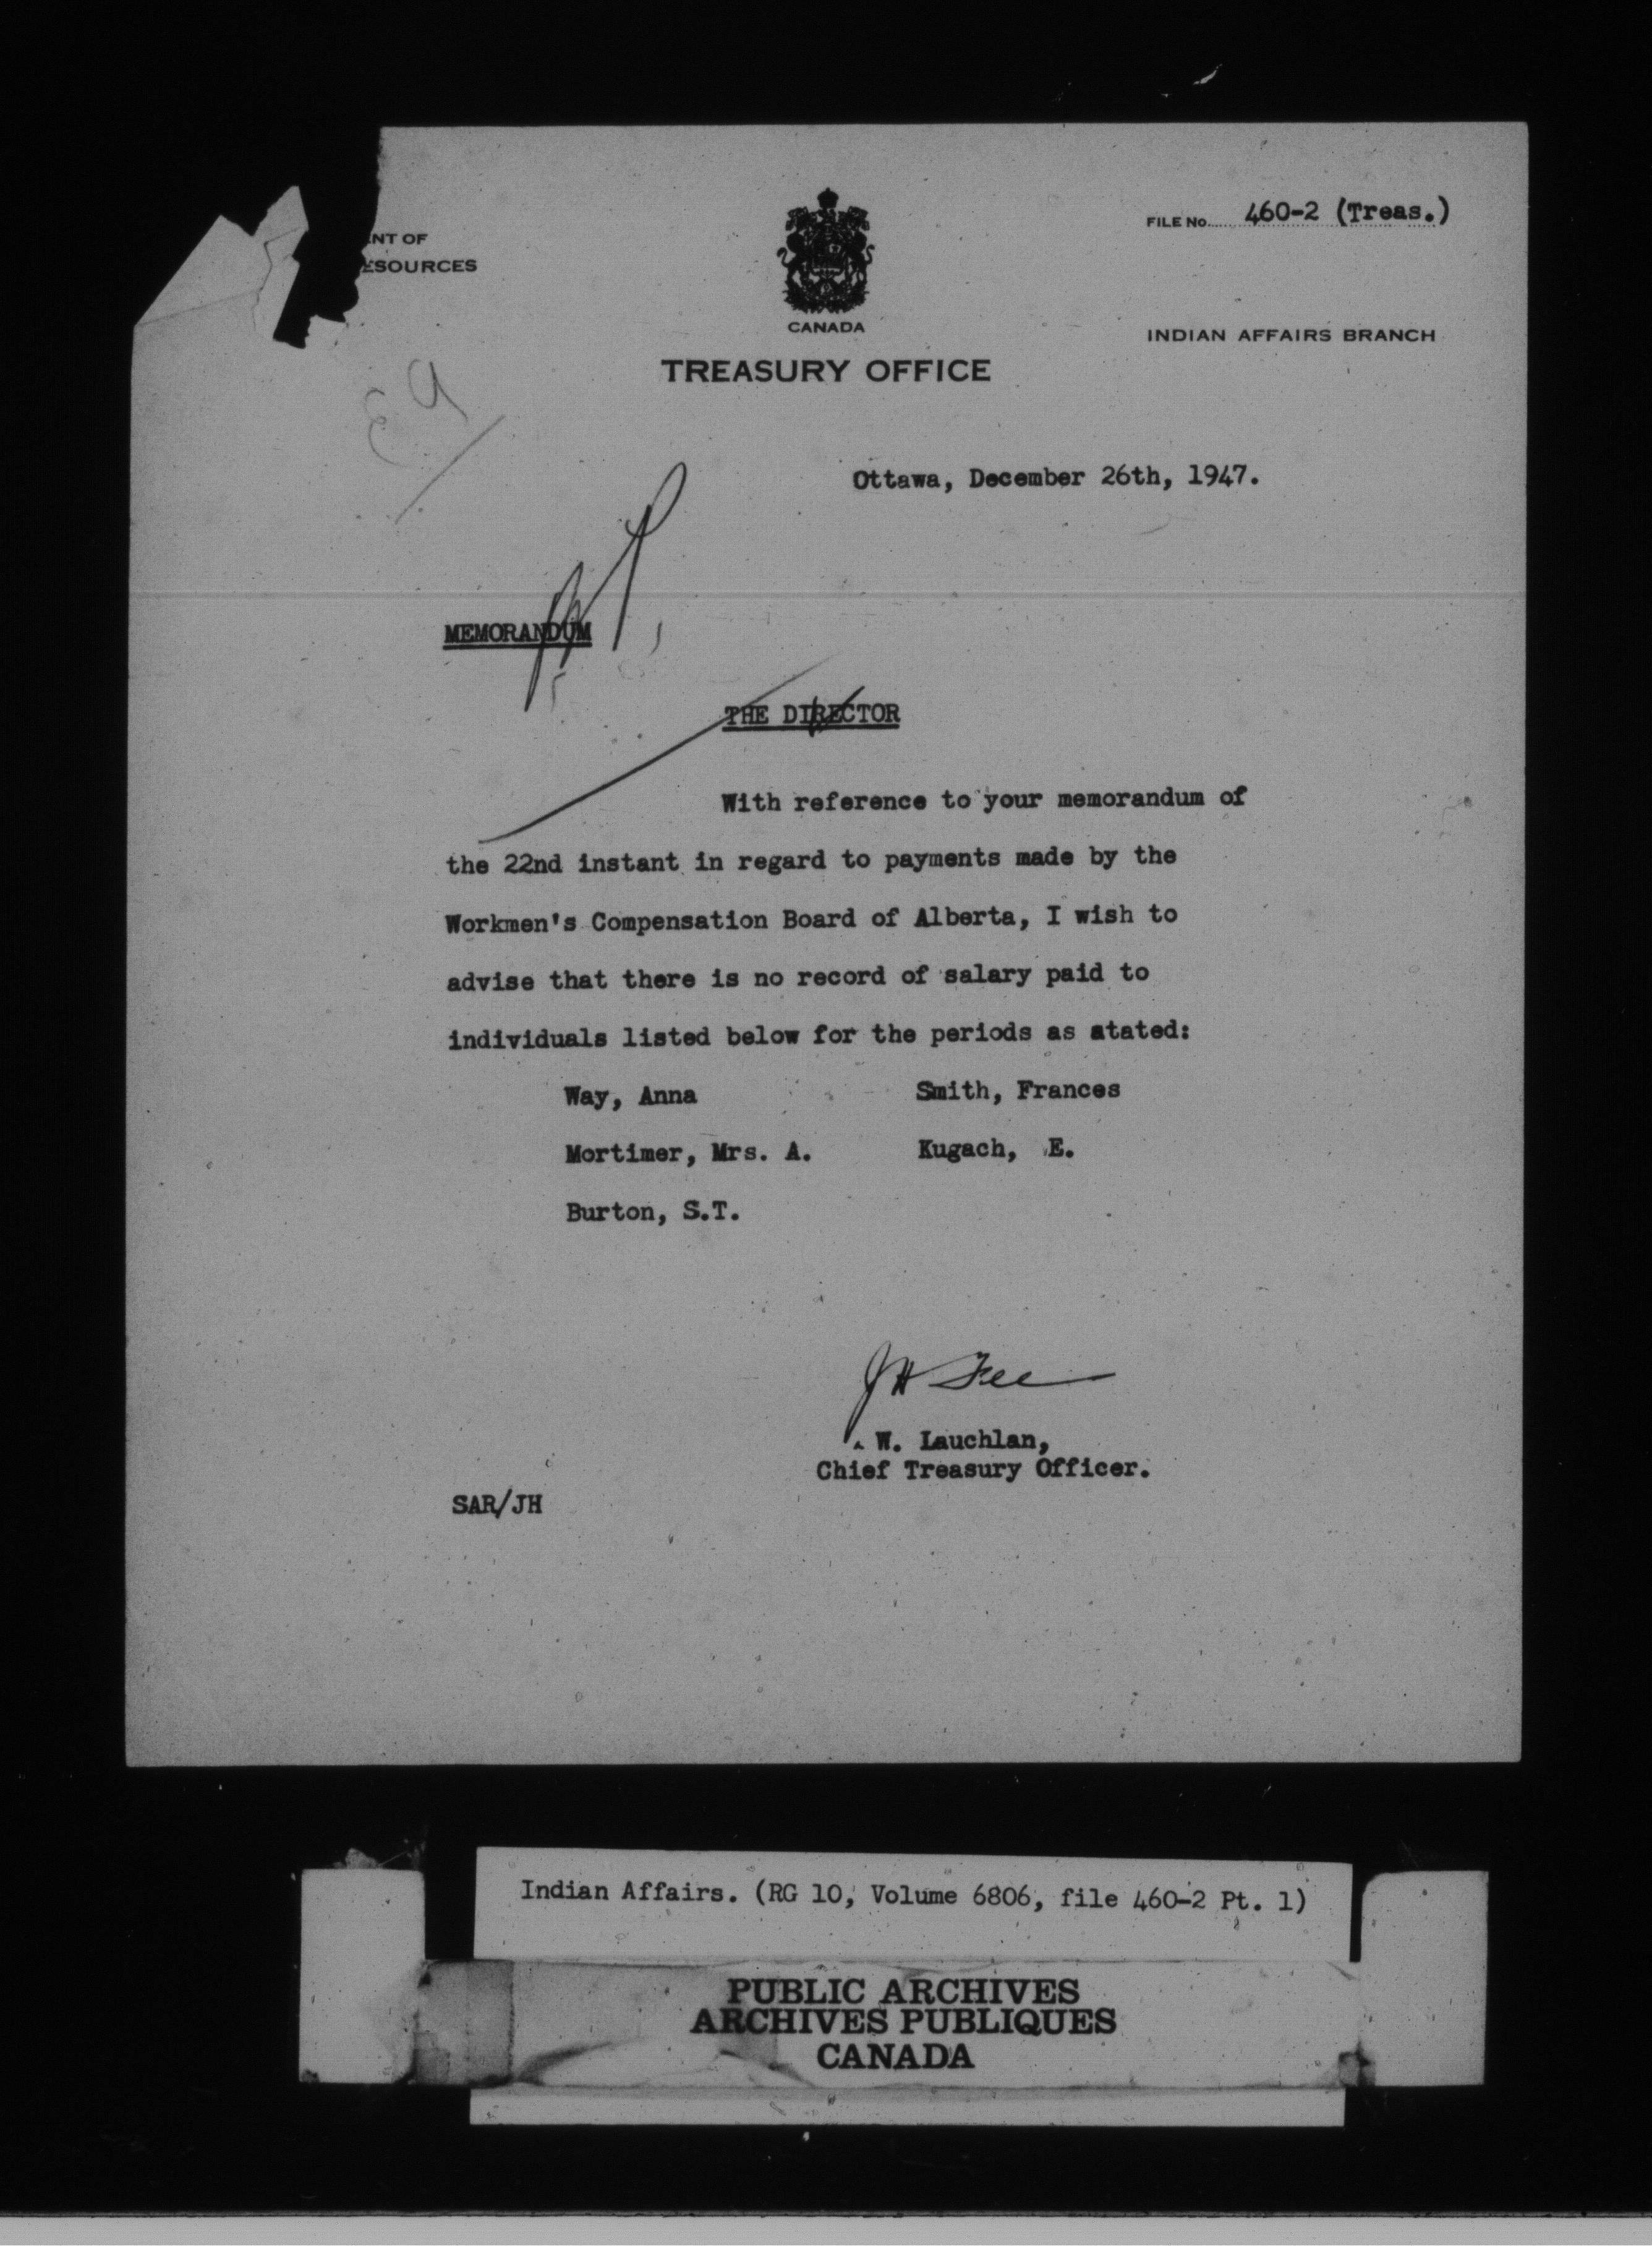 NT OF
ESOURCES
FILE No...... 460-2 (Treas.)
CANADA
INDIAN AFFAIRS BRANCH
TREASURY OFFICE
Ottawa, December 26th, 1947.
MEMORANDUM
THE DIRECTOR
With reference to your memorandum of
the 22nd instant in regard to payments made by the
Workmen's Compensation Board of Alberta, I wish to
advise that there is no record of salary paid to
individuals listed below for the periods as stated:
Way, Anna Smith, Frances
Mortimer, Mrs. A. Kugach, E.
Burton, S.T.
JH Fee
W. Lauchlan,
Chief Treasury Officer.
SAR/JH
Indian Affairs. (RG 10, Volume 6806, file 460-2 Pt. 1)
PUBLIC ARCHIVES
ARCHIVES PUBLIQUES
CANADA